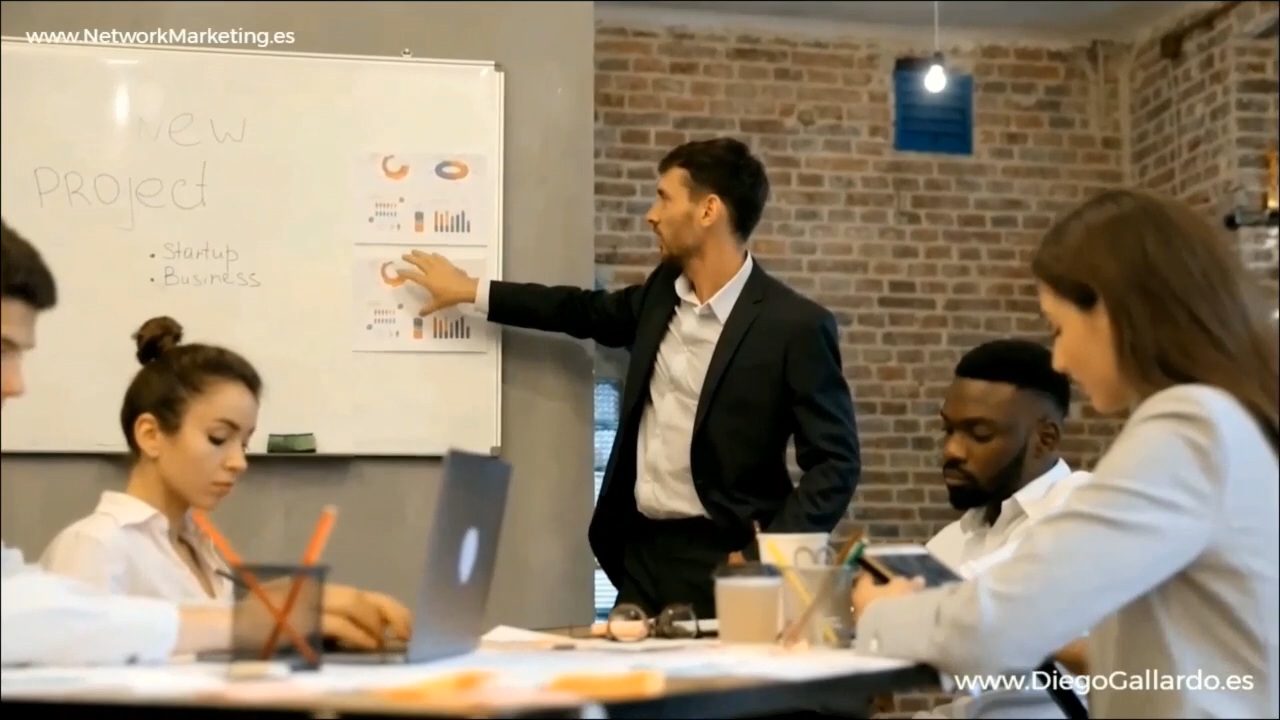 www.NetworkMarketing.es
New
PROJECT
• Startup
• Business
www.DiegoGallardo.es